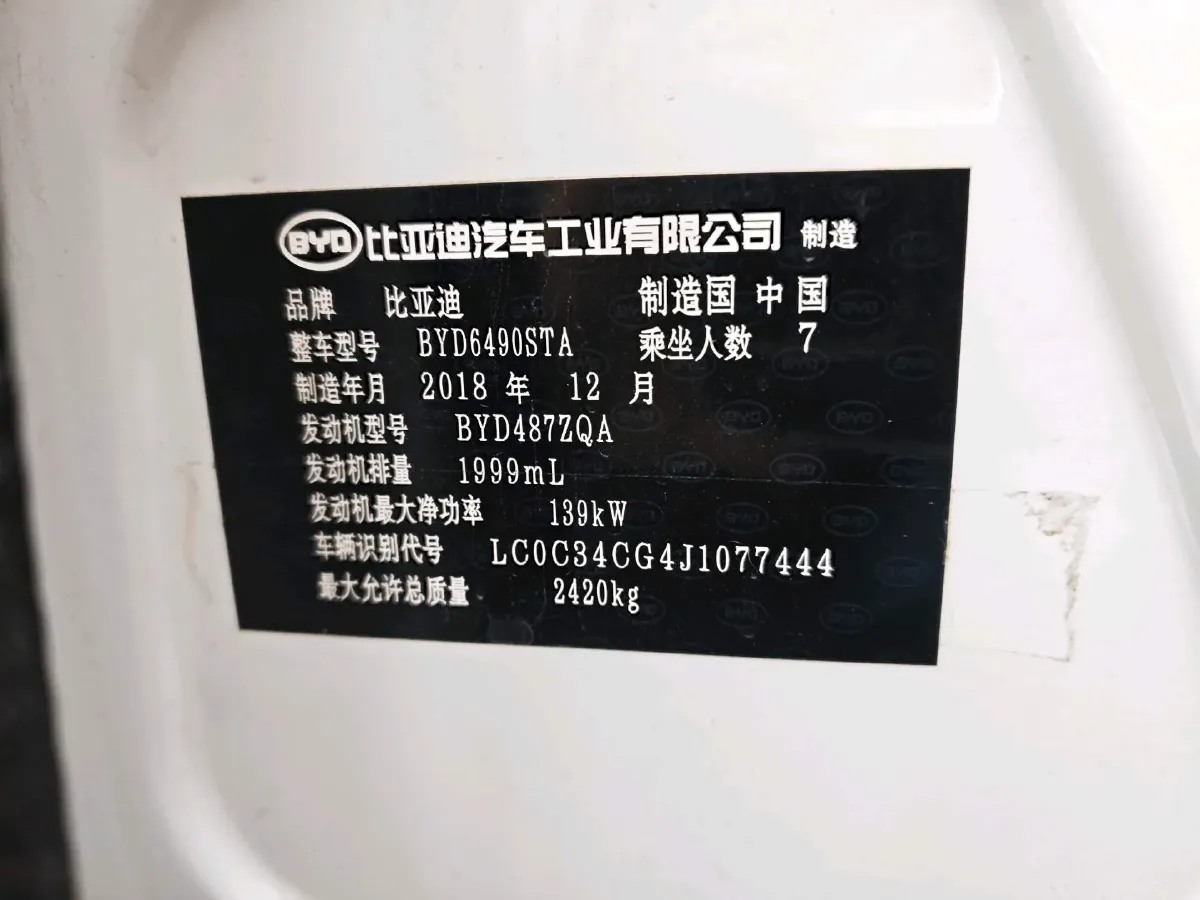 BYD 比亚迪汽车工业有限公司 制造
品牌 比亚迪 制造国 中国
整车型号 BYD6490STA 乘坐人数 7
制造年月 2018 年 12 月
发动机型号 BYD487ZQA
发动机排量 1999mL
发动机最大净功率 139kW
车辆识别代号 LC0C34CG4J1077444
最大允许总质量 2420kg